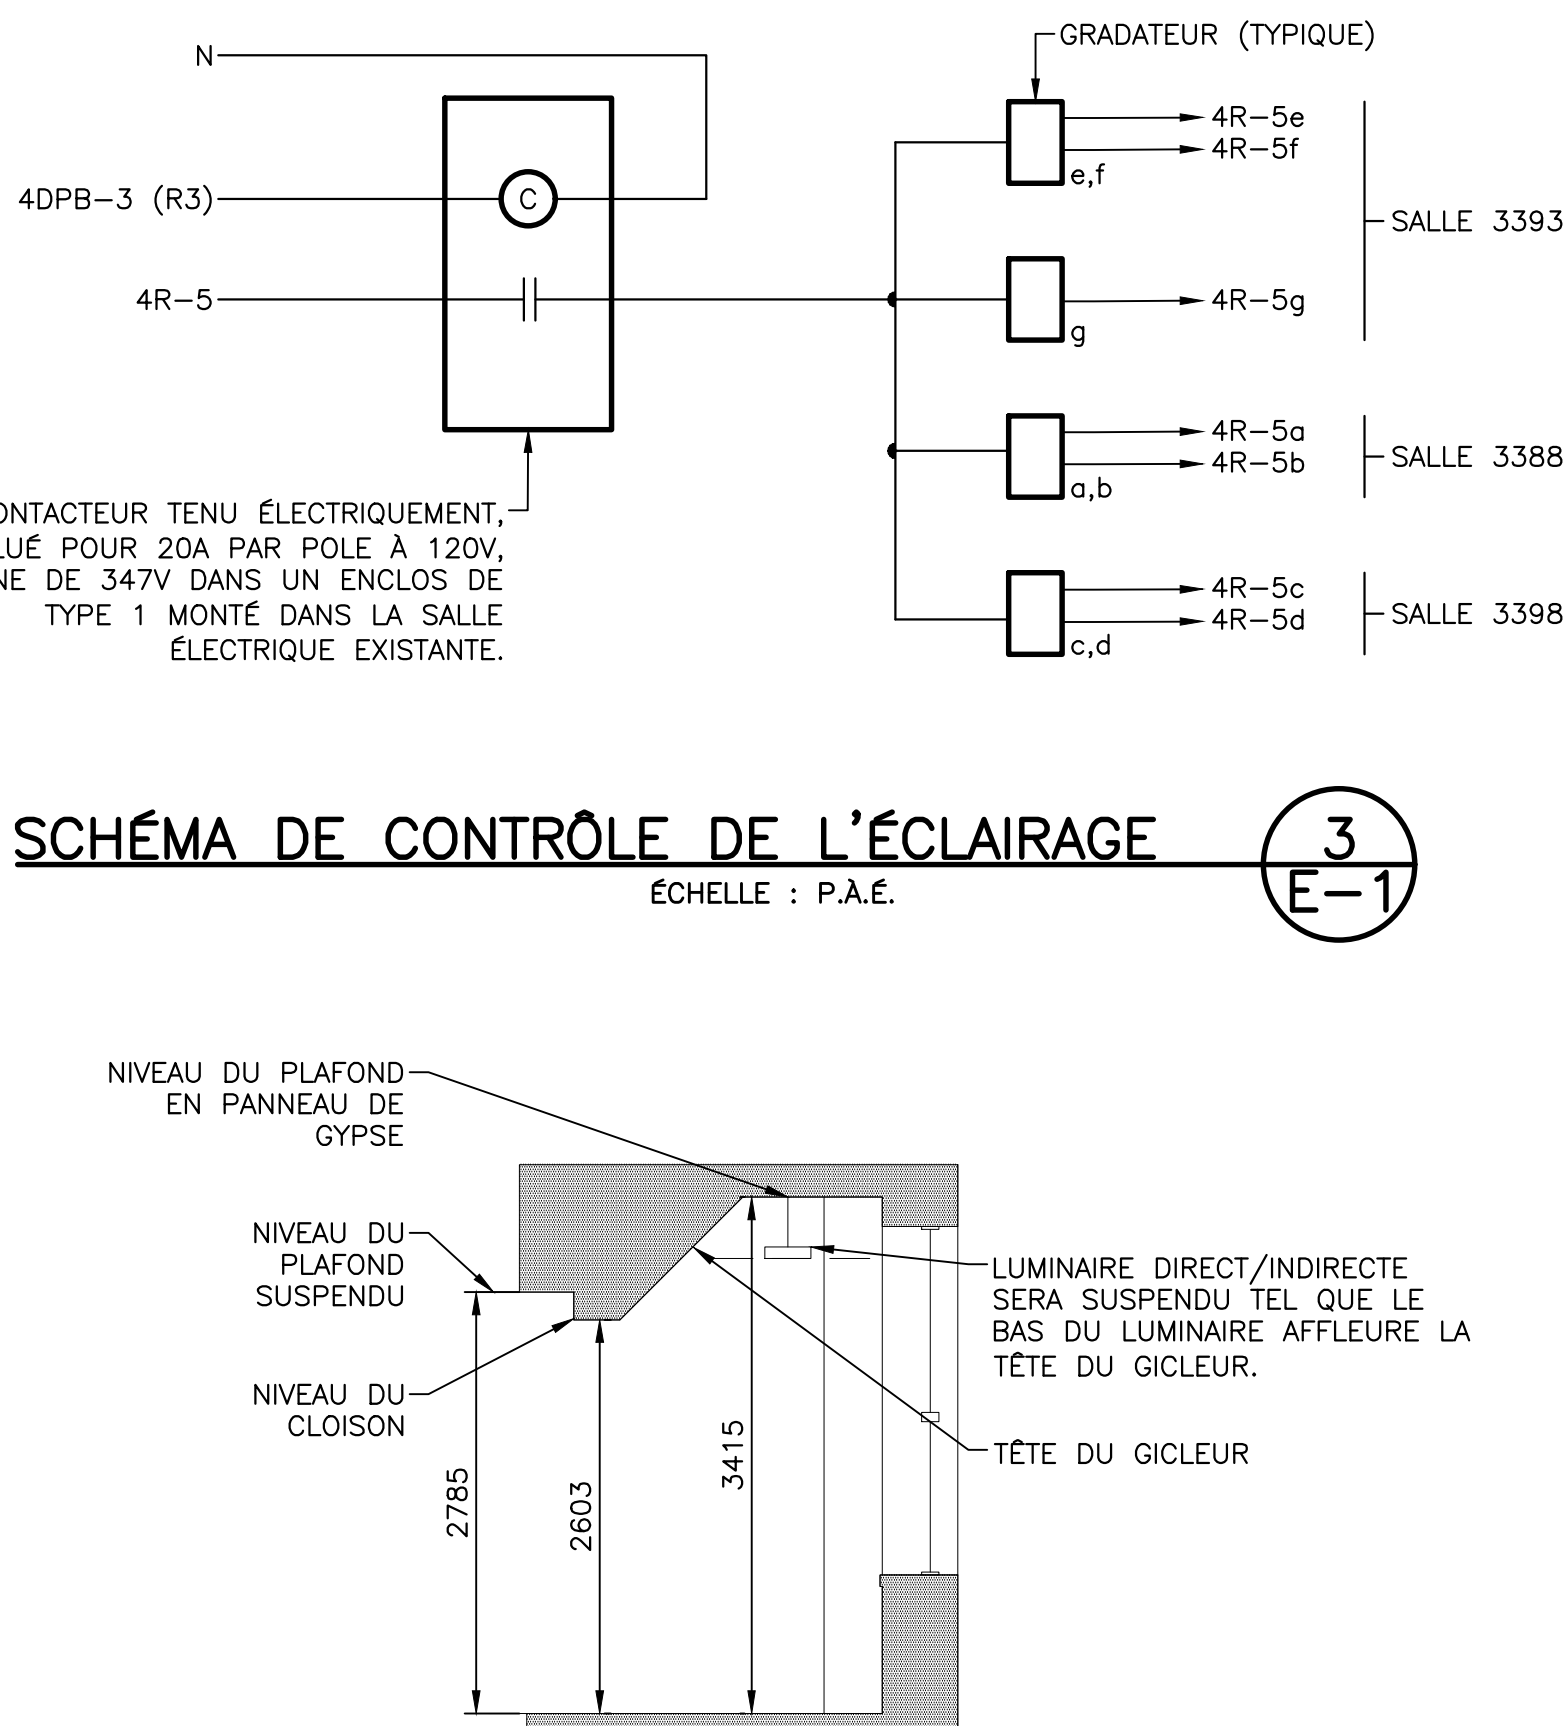 GRADATEUR (TYPIQUE)
N
4DPB-3 (R3)
C
4R-5
4R-5e
4R-5f
e,f
SALLE 3393
4R-5g
g
4R-5a
4R-5b
a,b
SALLE 3388
4R-5c
4R-5d
c,d
SALLE 3398
TENU ÉLECTRIQUEMENT,
POUR 20A PAR POLE À 120V,
DE 347V DANS UN ENCLOS DE
TYPE 1 MONTÉ DANS LA SALLE
ÉLECTRIQUE EXISTANTE.
SCHÉMA DE CONTRÔLE DE L'ÉCLAIRAGE
3
E-1
ÉCHELLE : P.À.É.
NIVEAU DU PLAFOND
EN PANNEAU DE
GYPSE
NIVEAU DU
PLAFOND
SUSPENDU
NIVEAU DU
CLOISON
LUMINAIRE DIRECT/INDIRECTE
SERA SUSPENDU TEL QUE LE
BAS DU LUMINAIRE AFFLEURE LA
TÊTE DU GICLEUR.
TÊTE DU GICLEUR
2785
2603
3415